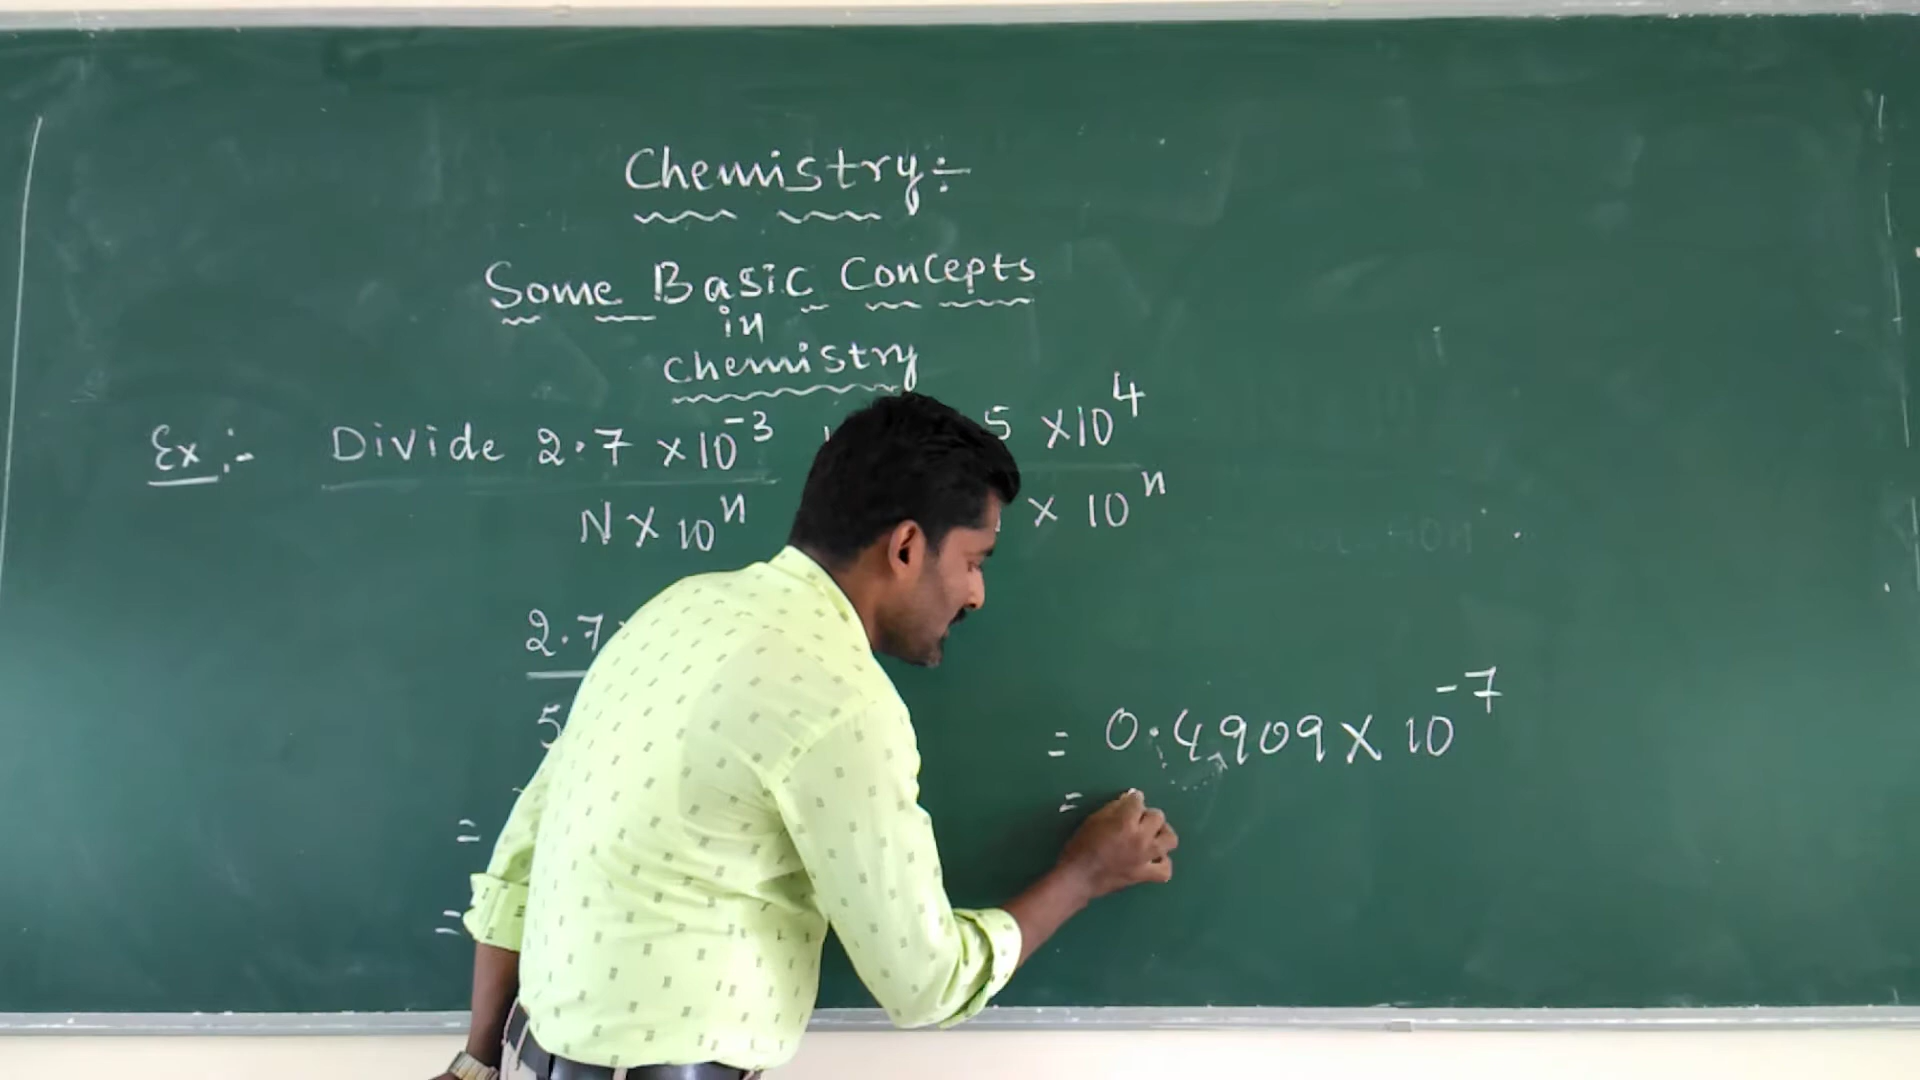 Chemistry:-
Some Basic Concepts
in
chemistry
Ex:- Divide 2.7 ×10⁻³ 5 ×10⁴
N×10ⁿ × 10ⁿ
2.7
5
= 0.4909×10⁻⁷
=
=
=